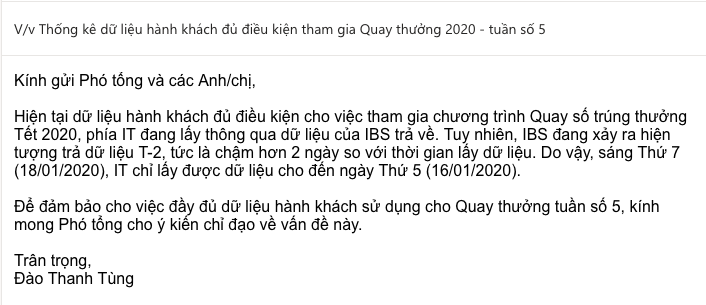 V/v Thống kê dữ liệu hành khách đủ điều kiện tham gia Quay thưởng 2020 - tuần số 5
Kính gửi Phó tổng và các Anh/chị,
Hiện tại dữ liệu hành khách đủ điều kiện cho việc tham gia chương trình Quay số trúng thưởng
Tết 2020, phía IT đang lấy thông qua dữ liệu của IBS trả về. Tuy nhiên, IBS đang xảy ra hiện
tượng trả dữ liệu T-2, tức là chậm hơn 2 ngày so với thời gian lấy dữ liệu. Do vậy, sáng Thứ 7
(18/01/2020), IT chỉ lấy được dữ liệu cho đến ngày Thứ 5 (16/01/2020).
Để đảm bảo cho việc đầy đủ dữ liệu hành khách sử dụng cho Quay thưởng tuần số 5, kính
mong Phó tổng cho ý kiến chỉ đạo về vấn đề này.
Trân trọng,
Đào Thanh Tùng